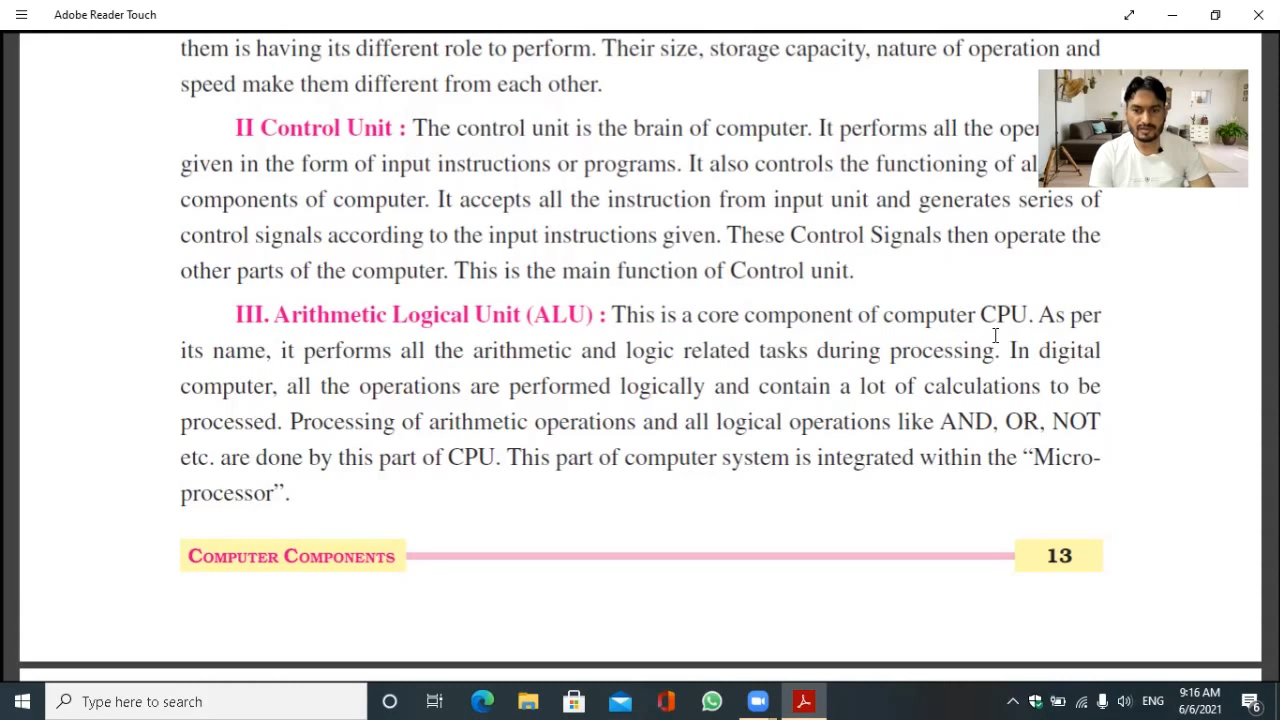 Adobe Reader Touch
them is having its different role to perform. Their size, storage capacity, nature of operation and
speed make them different from each other.
II Control Unit : The control unit is the brain of computer. It performs all the
given in the form of input instructions or programs. It also controls the functioning of
components of computer. It accepts all the instruction from input unit and generates series of
control signals according to the input instructions given. These Control Signals then operate the
other parts of the computer. This is the main function of Control unit.
III. Arithmetic Logical Unit (ALU) : This is a core component of computer CPU. As per
its name, it performs all the arithmetic and logic related tasks during processing. In digital
computer, all the operations are performed logically and contain a lot of calculations to be
processed. Processing of arithmetic operations and all logical operations like AND, OR, NOT
etc. are done by this part of CPU. This part of computer system is integrated within the “Micro-
processor”.
COMPUTER COMPONENTS 13
Type here to search
ENG
9:16 AM
6/6/2021
6